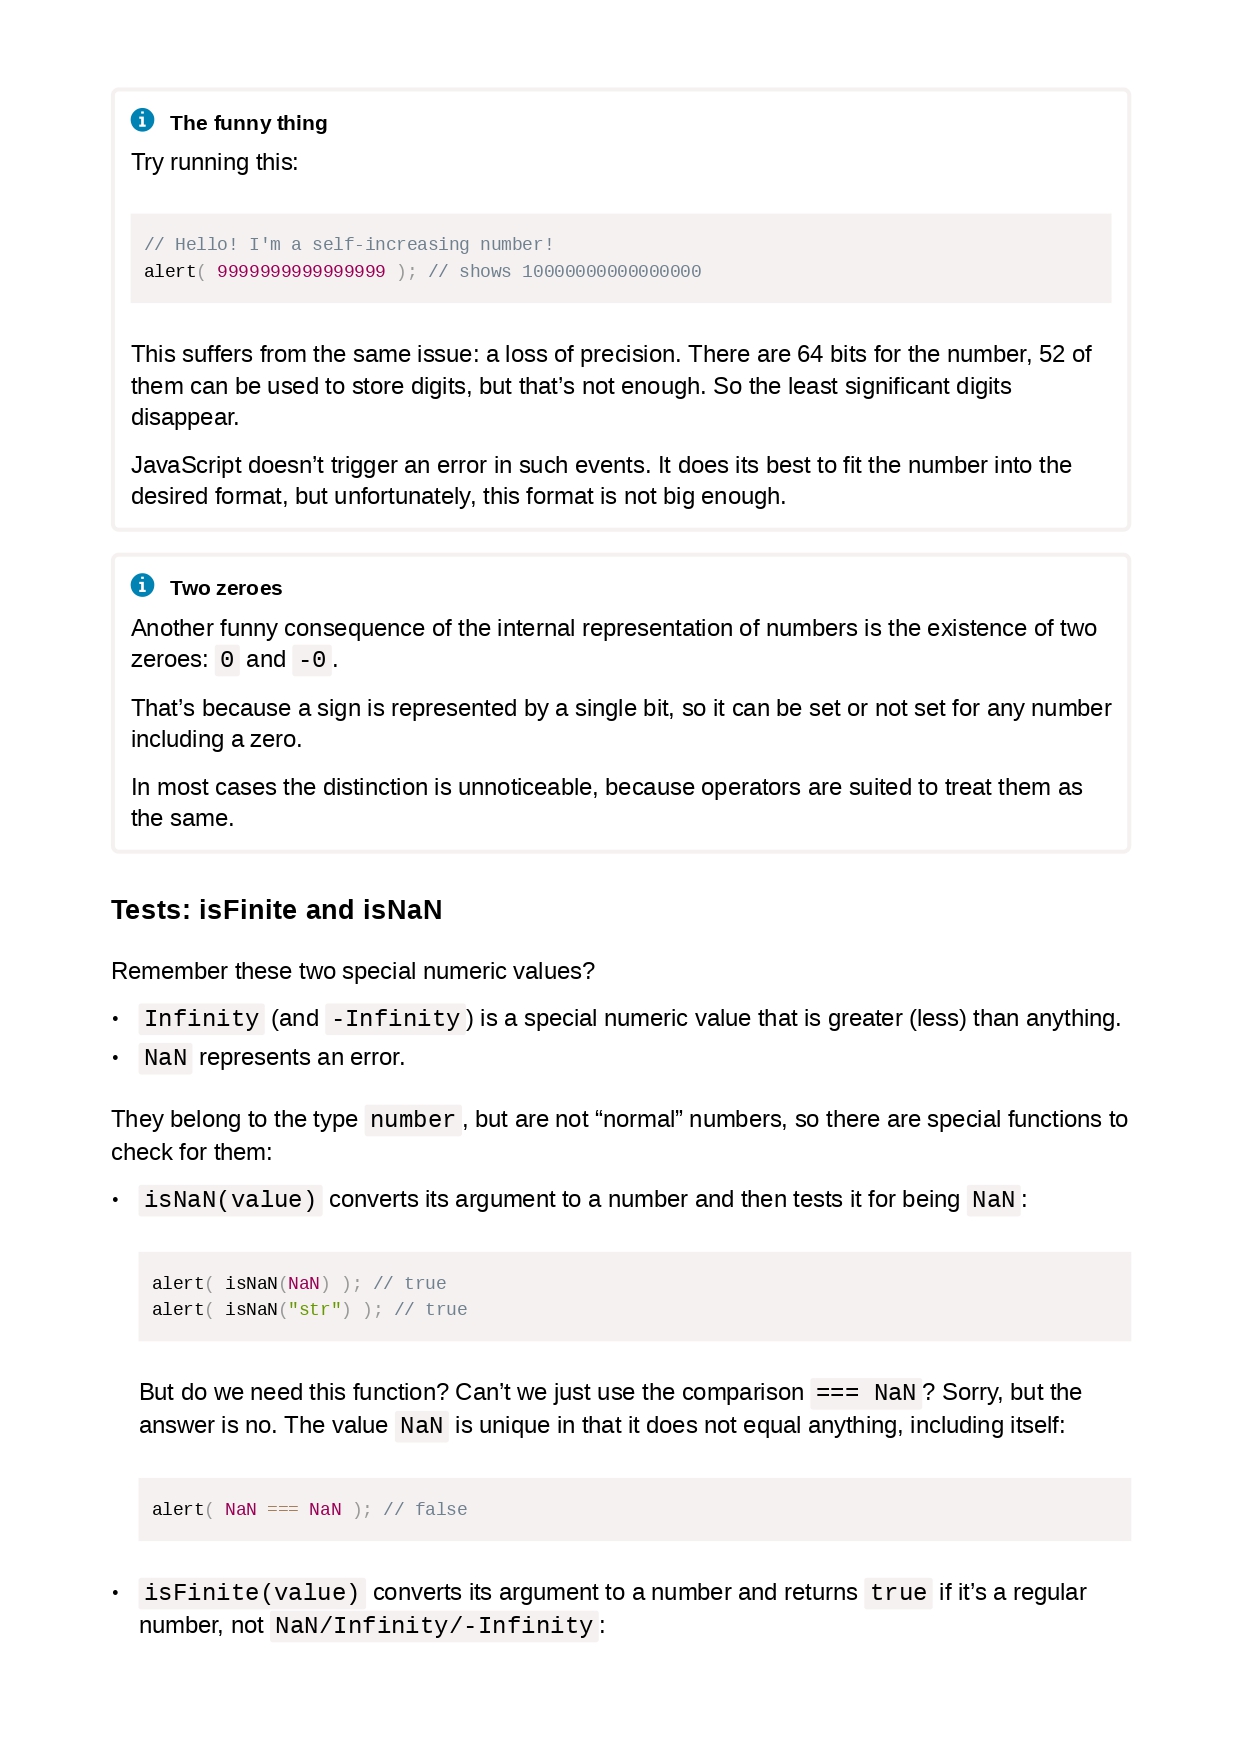 The funny thing
Try running this:
// Hello! I'm a self-increasing number!
alert( 9999999999999999 ); // shows 10000000000000000
This suffers from the same issue: a loss of precision. There are 64 bits for the number, 52 of
them can be used to store digits, but that’s not enough. So the least significant digits
disappear.
JavaScript doesn’t trigger an error in such events. It does its best to fit the number into the
desired format, but unfortunately, this format is not big enough.
Two zeroes
Another funny consequence of the internal representation of numbers is the existence of two
zeroes: 0 and -0.
That’s because a sign is represented by a single bit, so it can be set or not set for any number
including a zero.
In most cases the distinction is unnoticeable, because operators are suited to treat them as
the same.
Tests: isFinite and isNaN
Remember these two special numeric values?
• Infinity (and -Infinity) is a special numeric value that is greater (less) than anything.
• NaN represents an error.
They belong to the type number, but are not “normal” numbers, so there are special functions to
check for them:
• isNaN(value) converts its argument to a number and then tests it for being NaN:
alert( isNaN(NaN) ); // true
alert( isNaN("str") ); // true
But do we need this function? Can’t we just use the comparison === NaN? Sorry, but the
answer is no. The value NaN is unique in that it does not equal anything, including itself:
alert( NaN === NaN ); // false
• isFinite(value) converts its argument to a number and returns true if it’s a regular
number, not NaN/Infinity/-Infinity: